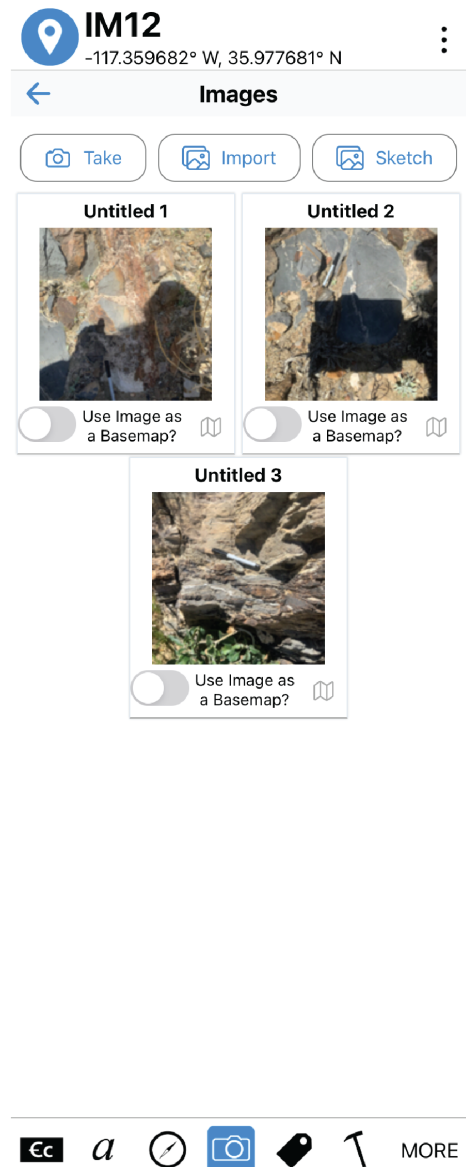 IM12
-117.359682° W, 35.977681° N
Images
Take
Import
Sketch
Untitled 1
Untitled 2
Use Image as
a Basemap?
Use Image as
a Basemap?
Untitled 3
Use Image as
a Basemap?
Єc
a
MORE